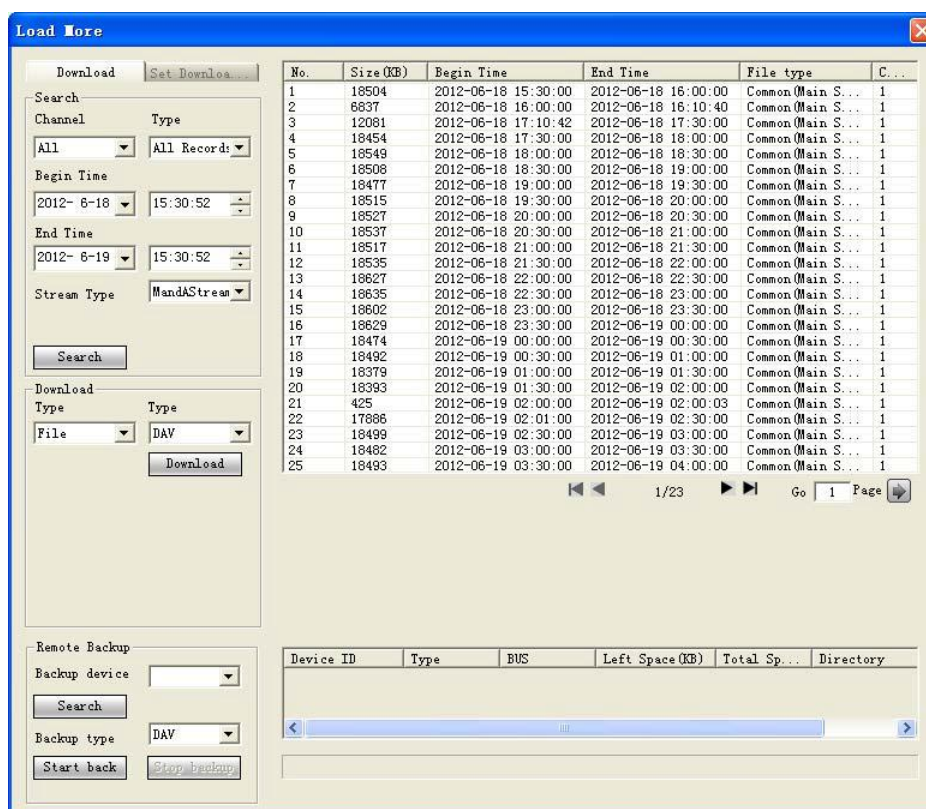 Load More
Download Set Downloa...
Search
Channel Type
All All Records
Begin Time
2012- 6-18 15:30:52
End Time
2012- 6-19 15:30:52
Stream Type MandAStream
Search
Download
Type Type
File DAV
Download
Remote Backup
Backup device
Search
Backup type DAV
Start back Stop backup
No. Size(KB) Begin Time End Time File type C...
1 18504 2012-06-18 15:30:00 2012-06-18 16:00:00 Common(Main S... 1
2 6837 2012-06-18 16:00:00 2012-06-18 16:10:40 Common(Main S... 1
3 12081 2012-06-18 17:10:42 2012-06-18 17:30:00 Common(Main S... 1
4 18454 2012-06-18 17:30:00 2012-06-18 18:00:00 Common(Main S... 1
5 18549 2012-06-18 18:00:00 2012-06-18 18:30:00 Common(Main S... 1
6 18508 2012-06-18 18:30:00 2012-06-18 19:00:00 Common(Main S... 1
7 18477 2012-06-18 19:00:00 2012-06-18 19:30:00 Common(Main S... 1
8 18515 2012-06-18 19:30:00 2012-06-18 20:00:00 Common(Main S... 1
9 18527 2012-06-18 20:00:00 2012-06-18 20:30:00 Common(Main S... 1
10 18537 2012-06-18 20:30:00 2012-06-18 21:00:00 Common(Main S... 1
11 18517 2012-06-18 21:00:00 2012-06-18 21:30:00 Common(Main S... 1
12 18535 2012-06-18 21:30:00 2012-06-18 22:00:00 Common(Main S... 1
13 18627 2012-06-18 22:00:00 2012-06-18 22:30:00 Common(Main S... 1
14 18635 2012-06-18 22:30:00 2012-06-18 23:00:00 Common(Main S... 1
15 18602 2012-06-18 23:00:00 2012-06-18 23:30:00 Common(Main S... 1
16 18629 2012-06-18 23:30:00 2012-06-19 00:00:00 Common(Main S... 1
17 18474 2012-06-19 00:00:00 2012-06-19 00:30:00 Common(Main S... 1
18 18492 2012-06-19 00:30:00 2012-06-19 01:00:00 Common(Main S... 1
19 18379 2012-06-19 01:00:00 2012-06-19 01:30:00 Common(Main S... 1
20 18393 2012-06-19 01:30:00 2012-06-19 02:00:00 Common(Main S... 1
21 425 2012-06-19 02:00:00 2012-06-19 02:00:03 Common(Main S... 1
22 17886 2012-06-19 02:01:00 2012-06-19 02:30:00 Common(Main S... 1
23 18499 2012-06-19 02:30:00 2012-06-19 03:00:00 Common(Main S... 1
24 18482 2012-06-19 03:00:00 2012-06-19 03:30:00 Common(Main S... 1
25 18493 2012-06-19 03:30:00 2012-06-19 04:00:00 Common(Main S... 1
1/23 Go 1 Page
Device ID Type BUS Left Space(KB) Total Sp... Directory